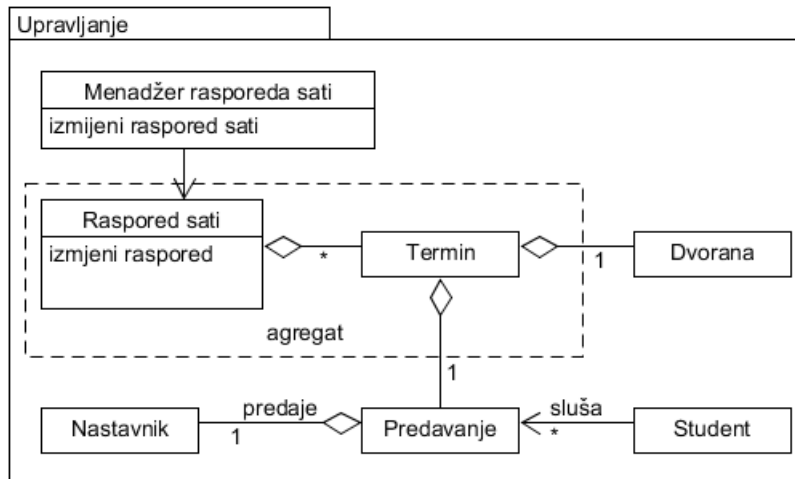 Upravljanje
Menadžer rasporeda sati
izmijeni raspored sati
Raspored sati
izmjeni raspored
*
Termin
1
Dvorana
agregat
1
Nastavnik
predaje
1
Predavanje
sluša
*
Student